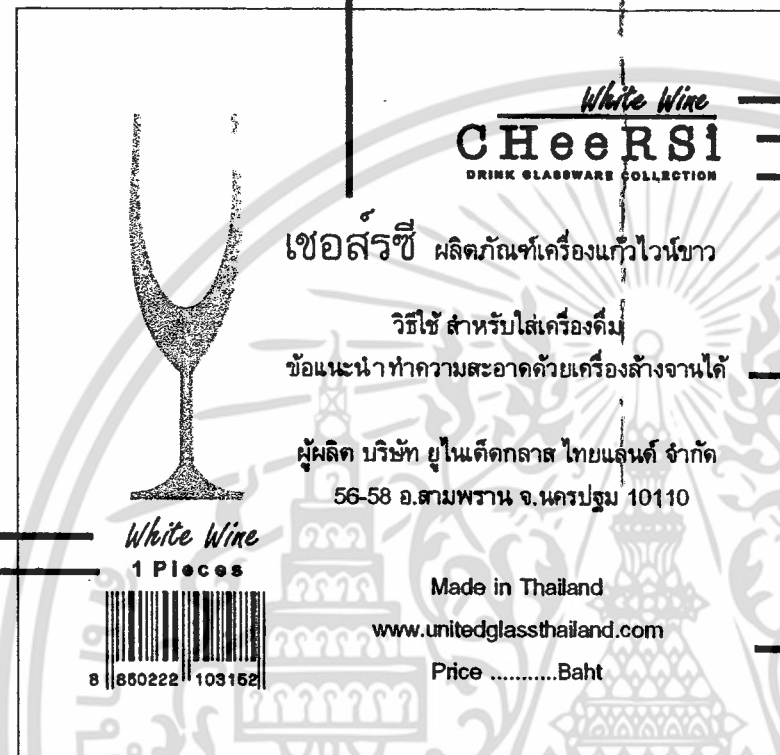 White Wine
CHeeRSi
DRINK GLASSWARE COLLECTION
เชอส์รซี ผลิตภัณฑ์เครื่องแก้วไวน์ขาว
วิธีใช้ สำหรับใส่เครื่องดื่ม
ข้อแนะนำ ทำความสะอาดด้วยเครื่องล้างจานได้
ผู้ผลิต บริษัท ยูไนเต็ดกลาส ไทยแลนด์ จำกัด
56-58 อ.สามพราน จ.นครปฐม 10110
White Wine
1 Pieces
8 850222 103152
Made in Thailand
www.unitedglassthailand.com
Price ...........Baht